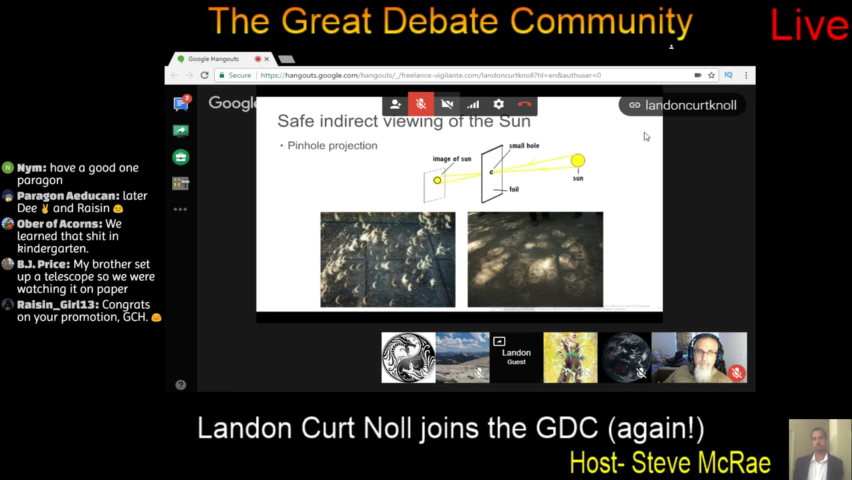 The Great Debate Community
Live
Google Hangouts
Secure
https://hangouts.google.com/hangouts/_/freelance-vigilante.com/landoncurtknoll?hl=en&authuser=0
Google
landoncurtknoll
Safe indirect viewing of the Sun
• Pinhole projection
small hole
image of sun
sun
foil
Nym: have a good one
paragon
Paragon Aeducan: later
Dee ✌ and Raisin 😊
Ober of Acorns: We
learned that shit in
kindergarten.
B.J. Price: My brother set
up a telescope so we were
watching it on paper
Raisin_Girl13: Congrats
on your promotion, GCH. 😊
Landon
Guest
Landon Curt Noll joins the GDC (again!)
Host- Steve McRae